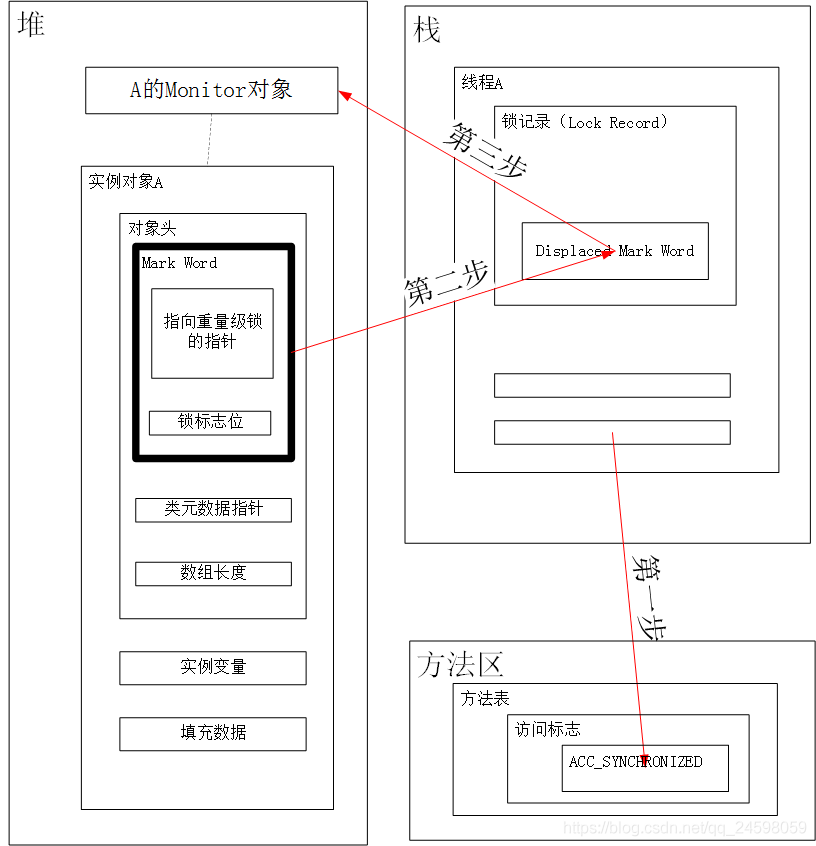 堆
A的Monitor对象
实例对象A
对象头
Mark Word
指向重量级锁
的指针
锁标志位
类元数据指针
数组长度
实例变量
填充数据
栈
线程A
锁记录（Lock Record）
Displaced Mark Word
第三步
第二步
第一步
方法区
方法表
访问标志
ACC_SYNCHRONIZED
https://blog.csdn.net/qq_24598059